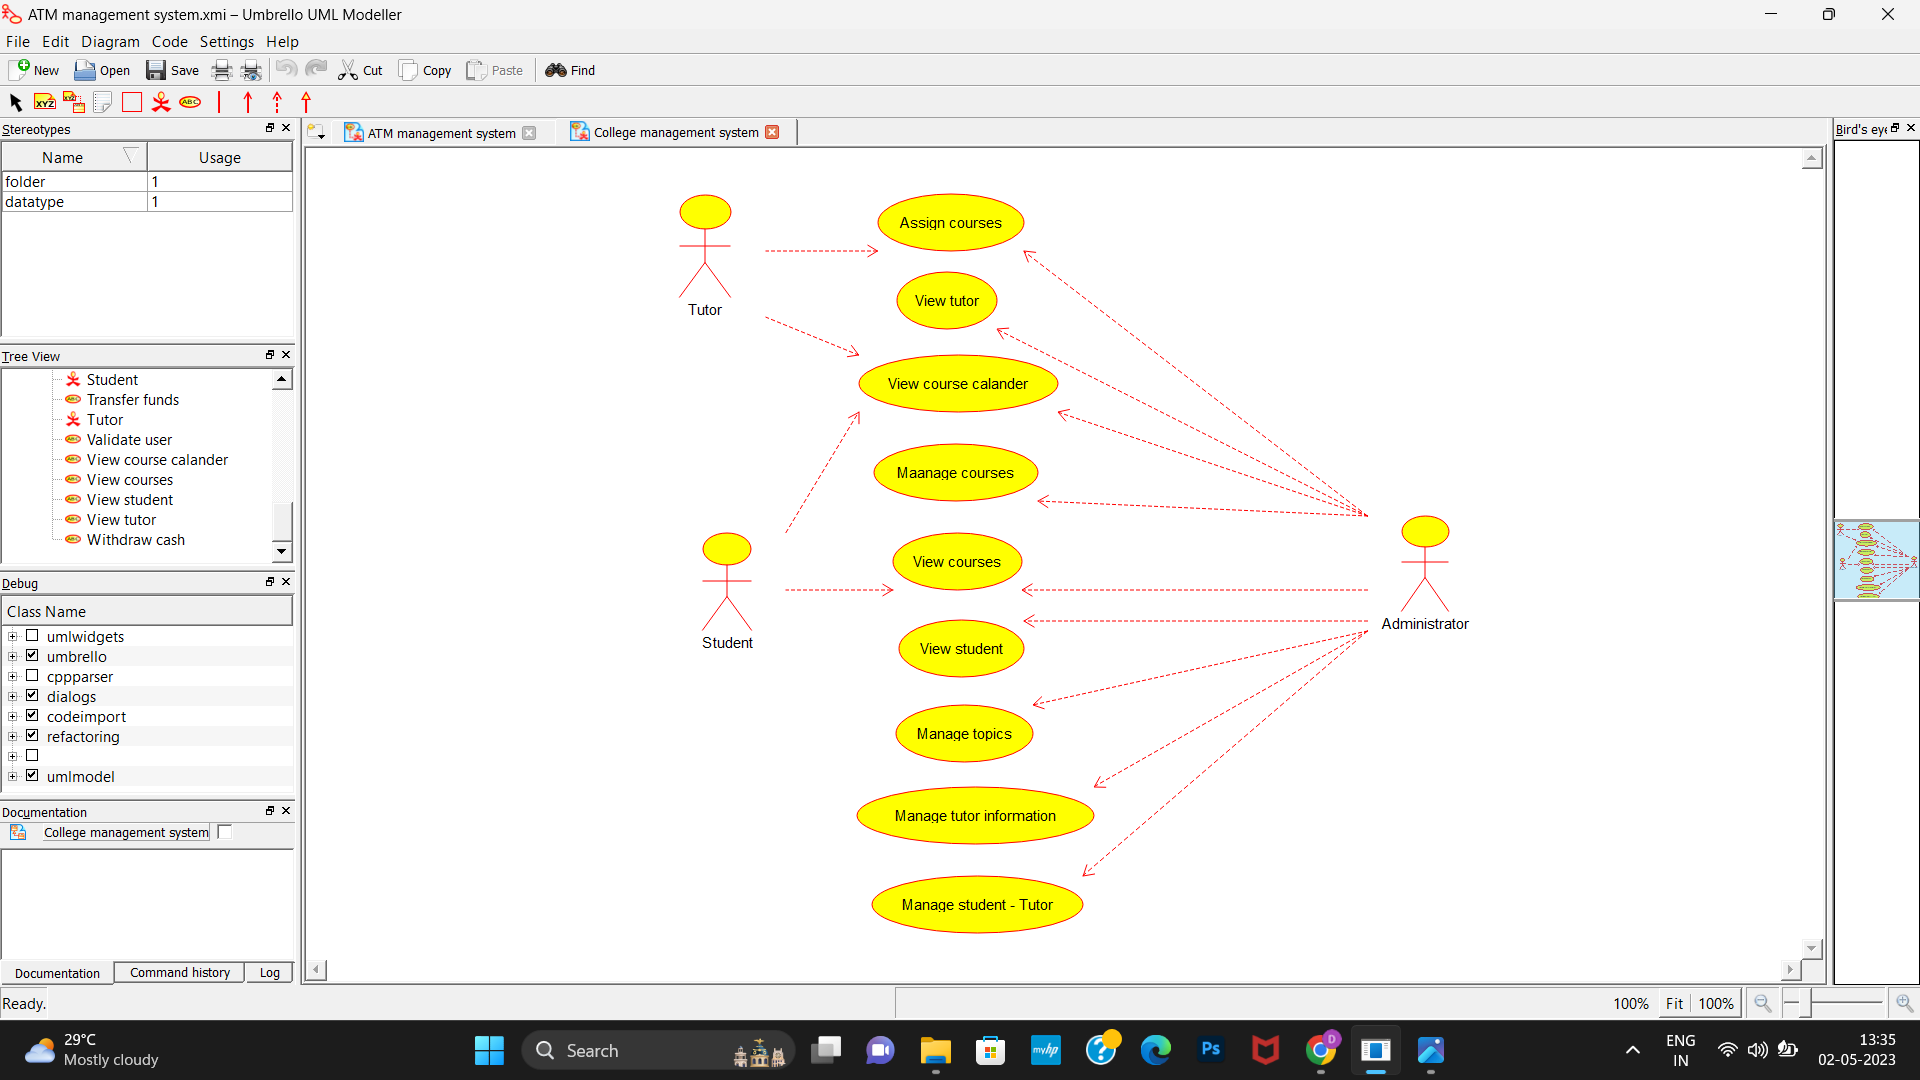 ATM management system.xmi – Umbrello UML Modeller
File Edit Diagram Code Settings Help
New Open Save Cut Copy Paste Find
XYZ XYZ ABC
Stereotypes
Name Usage
folder 1
datatype 1
Tree View
Student
Transfer funds
Tutor
Validate user
View course calander
View courses
View student
View tutor
Withdraw cash
Debug
Class Name
umlwidgets
umbrello
cppparser
dialogs
codeimport
refactoring
umlmodel
Documentation
College management system
Documentation Command history Log
Ready.
ATM management system College management system
Tutor
Student
Assign courses
View tutor
View course calander
Maanage courses
View courses
View student
Manage topics
Manage tutor information
Manage student - Tutor
Administrator
Bird's eye
100% Fit 100%
29°C
Mostly cloudy
Search
myhp
?
Ps
D
ENG
IN
13:35
02-05-2023